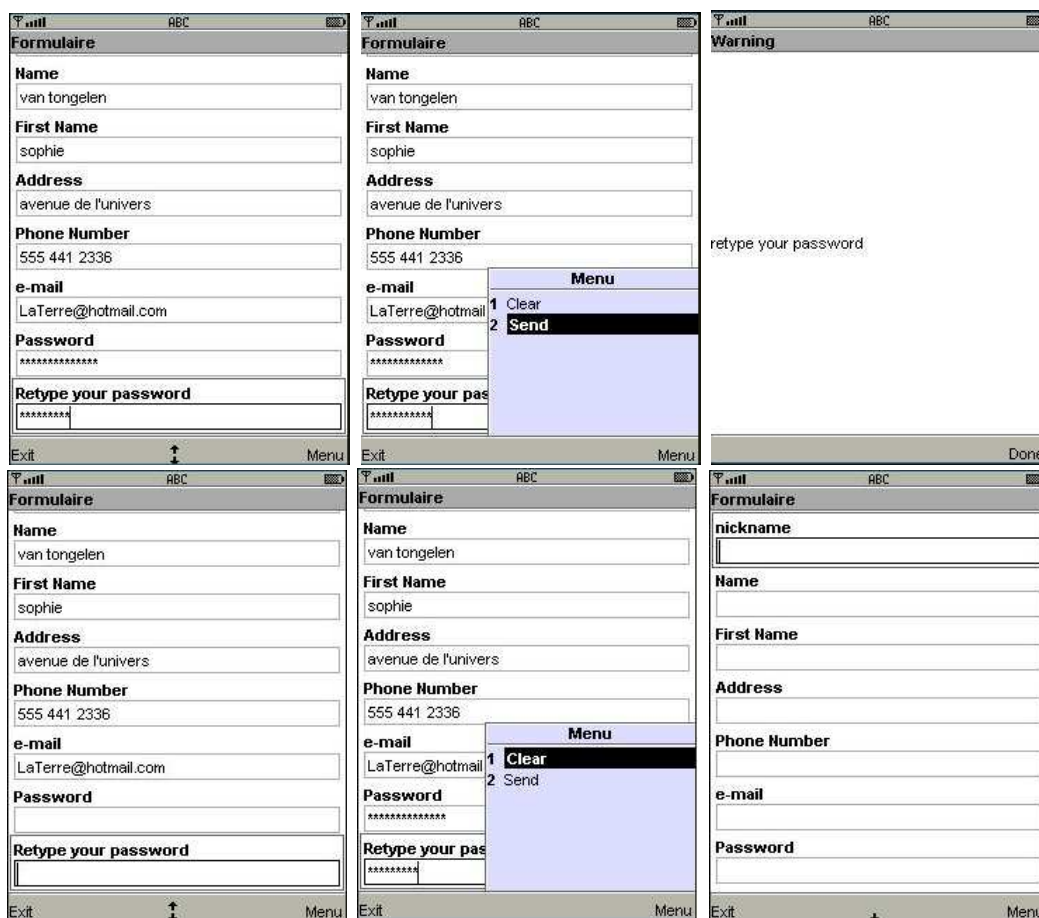 ABC
Formulaire
Name
van tongelen
First Name
sophie
Address
avenue de l'univers
Phone Number
555 441 2336
e-mail
LaTerre@hotmail.com
Password
**************
Retype your password
*********
Exit
Menu
ABC
Formulaire
Name
van tongelen
First Name
sophie
Address
avenue de l'univers
Phone Number
555 441 2336
e-mail
LaTerre@hotmail
Menu
1 Clear
2 Send
Password
*************
Retype your pas
***********
Exit
Menu
ABC
Warning
retype your password
Done
ABC
Formulaire
Name
van tongelen
First Name
sophie
Address
avenue de l'univers
Phone Number
555 441 2336
e-mail
LaTerre@hotmail.com
Password
Retype your password
Exit
Menu
ABC
Formulaire
Name
van tongelen
First Name
sophie
Address
avenue de l'univers
Phone Number
555 441 2336
e-mail
LaTerre@hotmail
Menu
1 Clear
2 Send
Password
**************
Retype your pas
*********
Exit
Menu
ABC
Formulaire
nickname
Name
First Name
Address
Phone Number
e-mail
Password
Exit
Menu